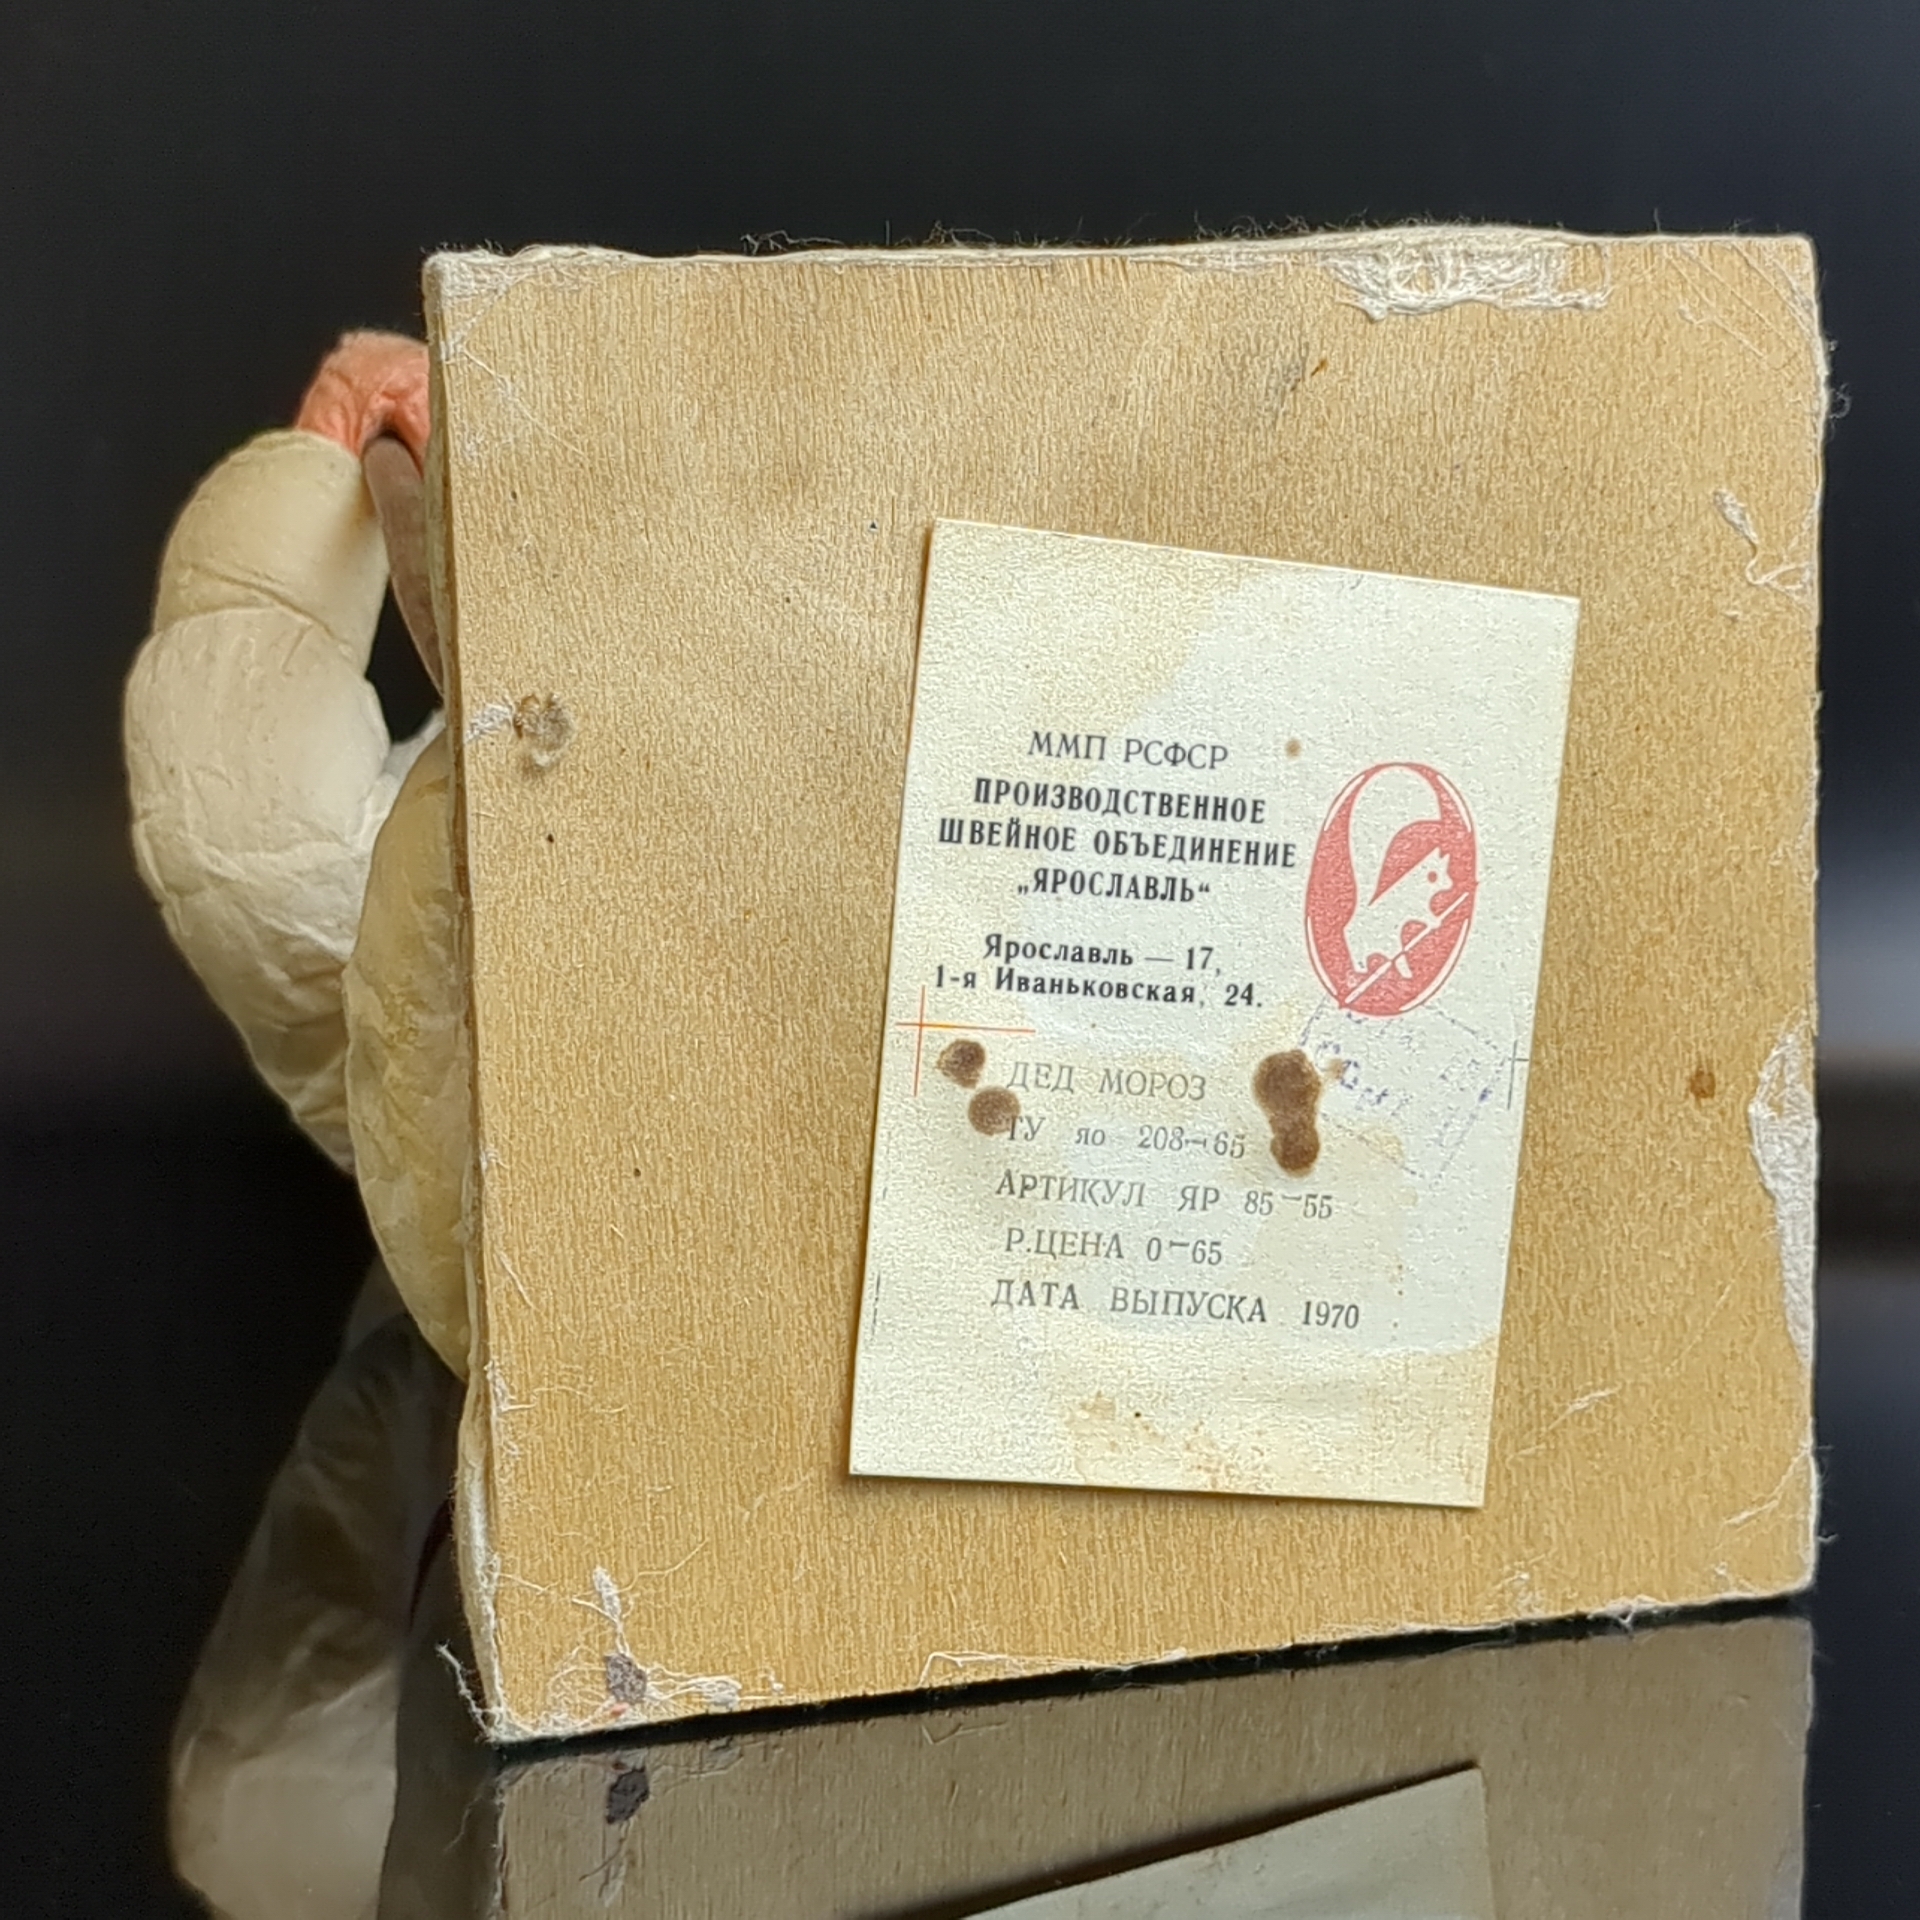 ММП РСФСР
ПРОИЗВОДСТВЕННОЕ
ШВЕЙНОЕ ОБЪЕДИНЕНИЕ
„ЯРОСЛАВЛЬ“
Ярославль — 17,
1-я Иваньковская, 24.
ДЕД МОРОЗ
ТУ яо 208—65
АРТИКУЛ ЯР 85—55
Р.ЦЕНА 0—65
ДАТА ВЫПУСКА 1970